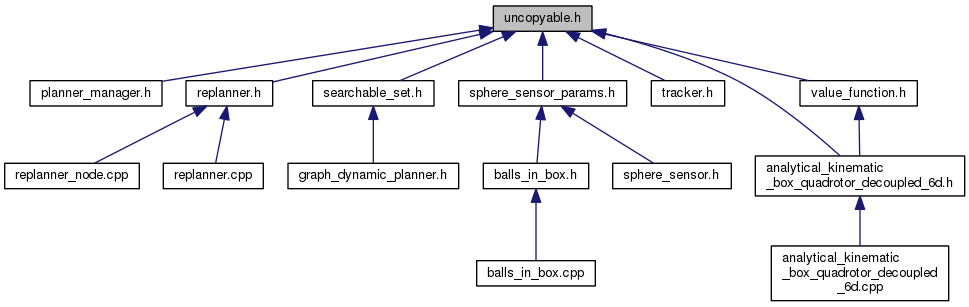 uncopyable.h
planner_manager.h
replanner.h
searchable_set.h
sphere_sensor_params.h
tracker.h
value_function.h
replanner_node.cpp
replanner.cpp
graph_dynamic_planner.h
balls_in_box.h
sphere_sensor.h
analytical_kinematic
_box_quadrotor_decoupled_6d.h
balls_in_box.cpp
analytical_kinematic
_box_quadrotor_decoupled
_6d.cpp